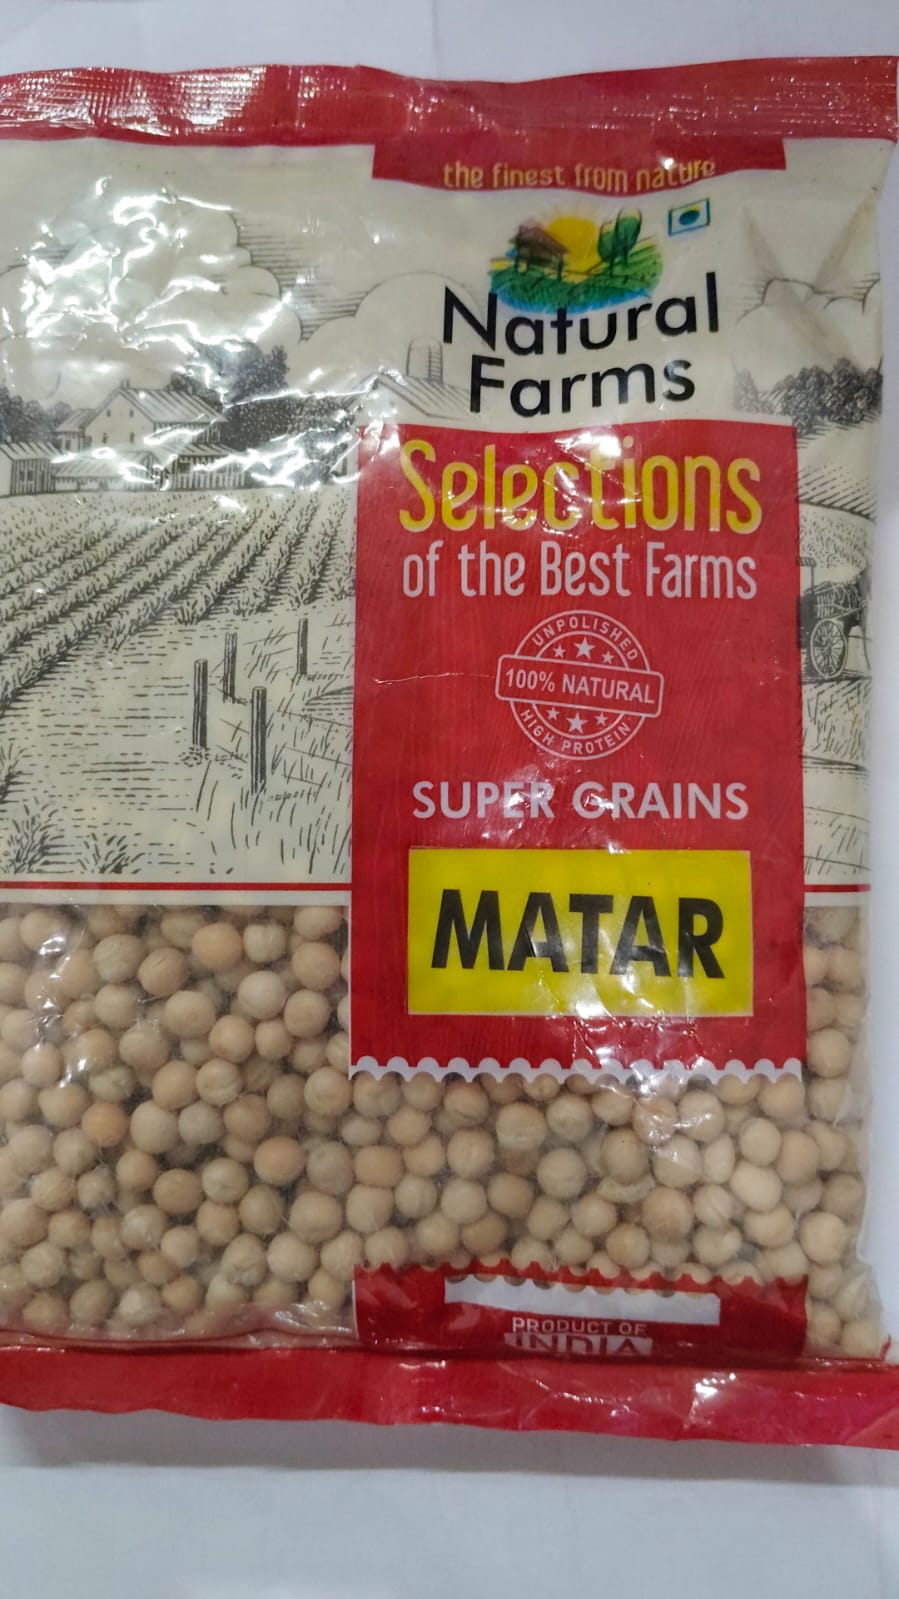 the finest from nature
Natural
Farms
Selections
of the Best Farms
UNPOLISHED
100% NATURAL
HIGH PROTEIN
SUPER GRAINS
MATAR
PRODUCT OF
INDIA